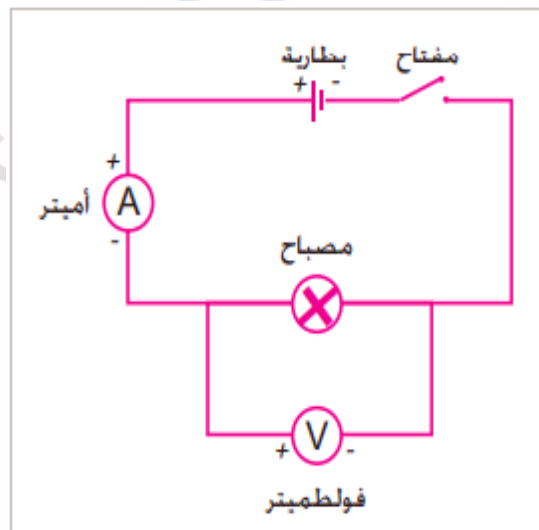 مفتاح
بطارية
+ -
+
A
أميتر
-
مصباح
V
+ -
فولطميتر